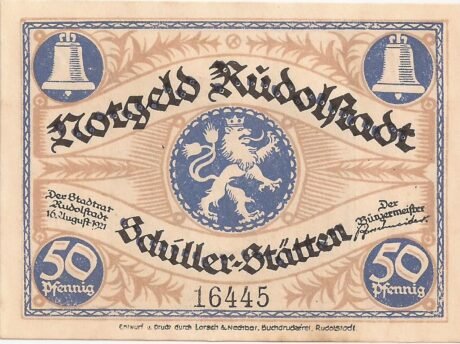 Notgeld Rudolstadt
Der Stadtrat
Rudolstadt
16. August 1921
Der
Bürgermeister
Schiller-Stätten
50
Pfennig
50
Pfennig
16445
Entwurf u. Druck durch Lorsch & Nechtbar, Buchdruckerei, Rudolstadt